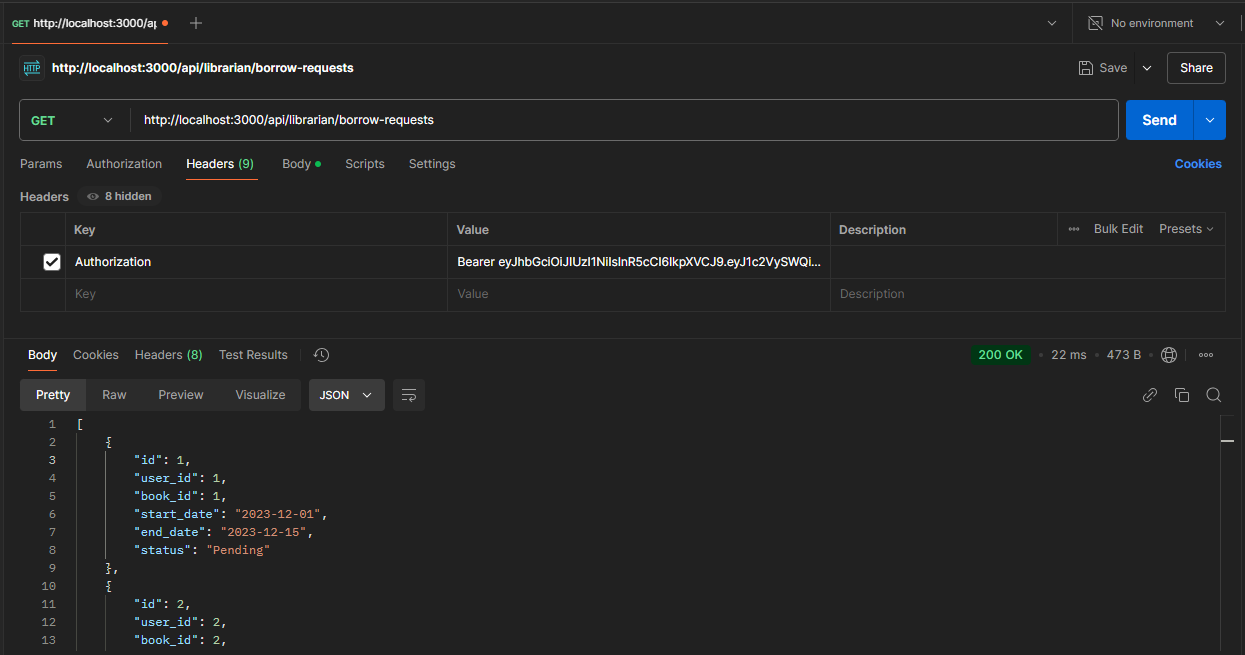 GET http://localhost:3000/ap
No environment
HTTP http://localhost:3000/api/librarian/borrow-requests
Save Share
GET http://localhost:3000/api/librarian/borrow-requests Send
Params Authorization Headers (9) Body Scripts Settings Cookies
Headers 8 hidden
Key Value Description Bulk Edit Presets
Authorization Bearer eyJhbGciOiJIUzI1NiIsInR5cCI6IkpXVCJ9.eyJ1c2VySWQi...
Key Value Description
Body Cookies Headers (8) Test Results 200 OK 22 ms 473 B
Pretty Raw Preview Visualize JSON
1 [
2 {
3 "id": 1,
4 "user_id": 1,
5 "book_id": 1,
6 "start_date": "2023-12-01",
7 "end_date": "2023-12-15",
8 "status": "Pending"
9 },
10 {
11 "id": 2,
12 "user_id": 2,
13 "book_id": 2,